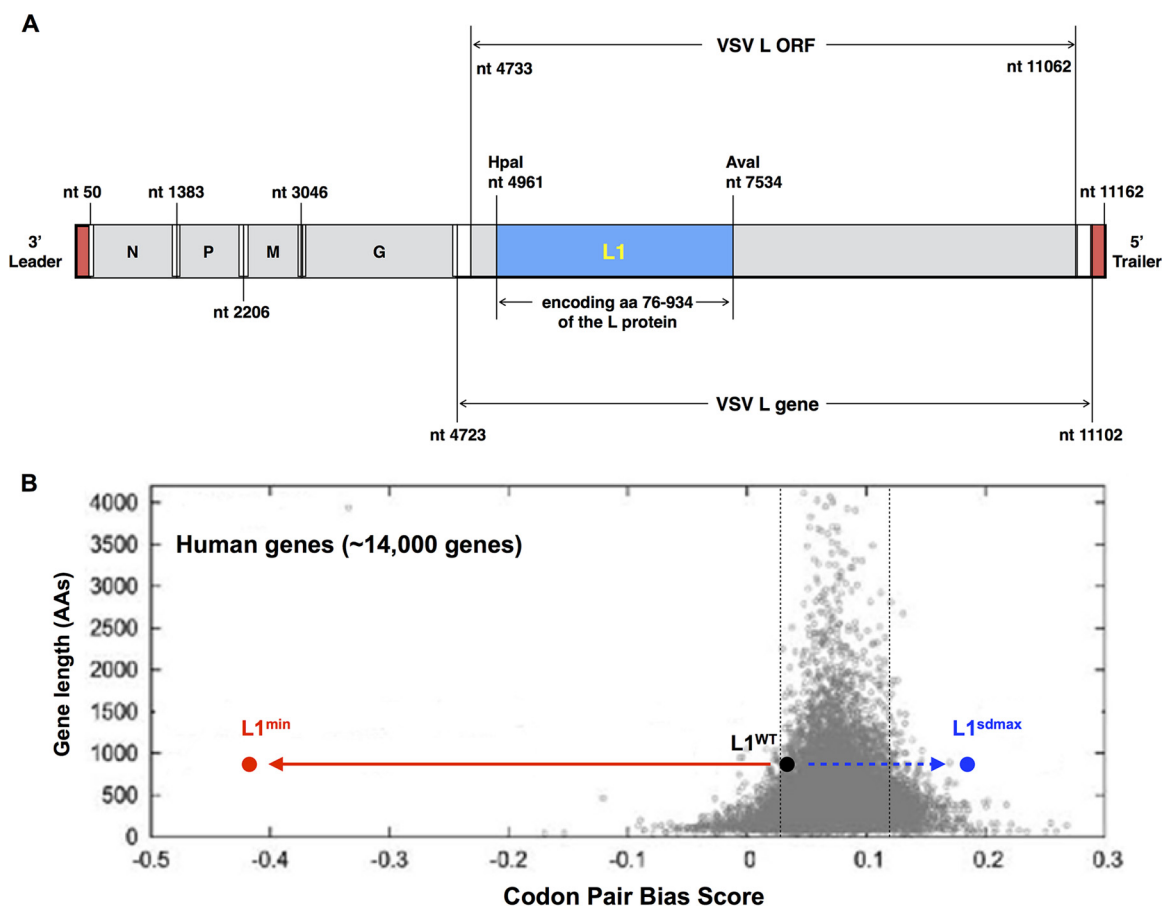 A
VSV L ORF
nt 4733
nt 11062
HpaI
nt 4961
AvaI
nt 7534
nt 50
nt 1383
nt 3046
nt 11162
3’
Leader
N
P
M
G
L1
5’
Trailer
nt 2206
encoding aa 76-934
of the L protein
VSV L gene
nt 4723
nt 11102
B
Human genes (~14,000 genes)
Gene length (AAs)
4000
3500
3000
2500
2000
1500
1000
500
0
L1min
L1WT
L1sdmax
-0.5
-0.4
-0.3
-0.2
-0.1
0
0.1
0.2
0.3
Codon Pair Bias Score